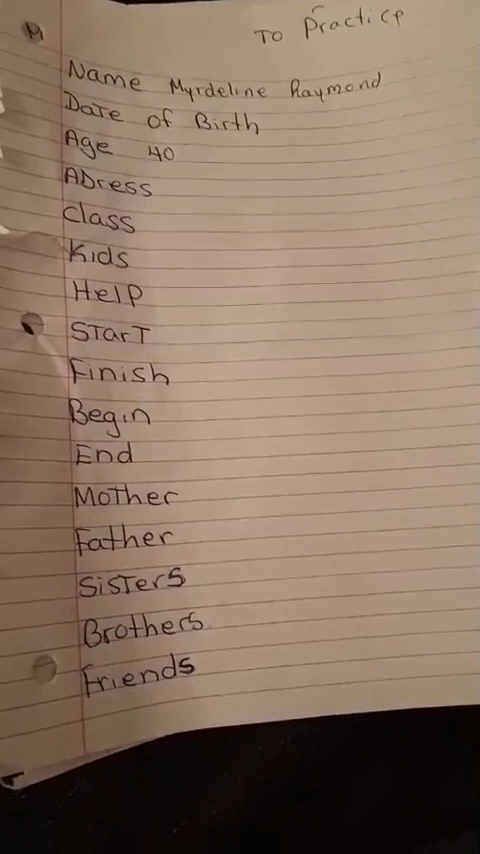 To Practice
Name Myrdeline Raymond
Date of Birth
Age 40
ADress
Class
Kids
Help
START
Finish
Begin
End
Mother
Father
Sisters
Brothers
Friends